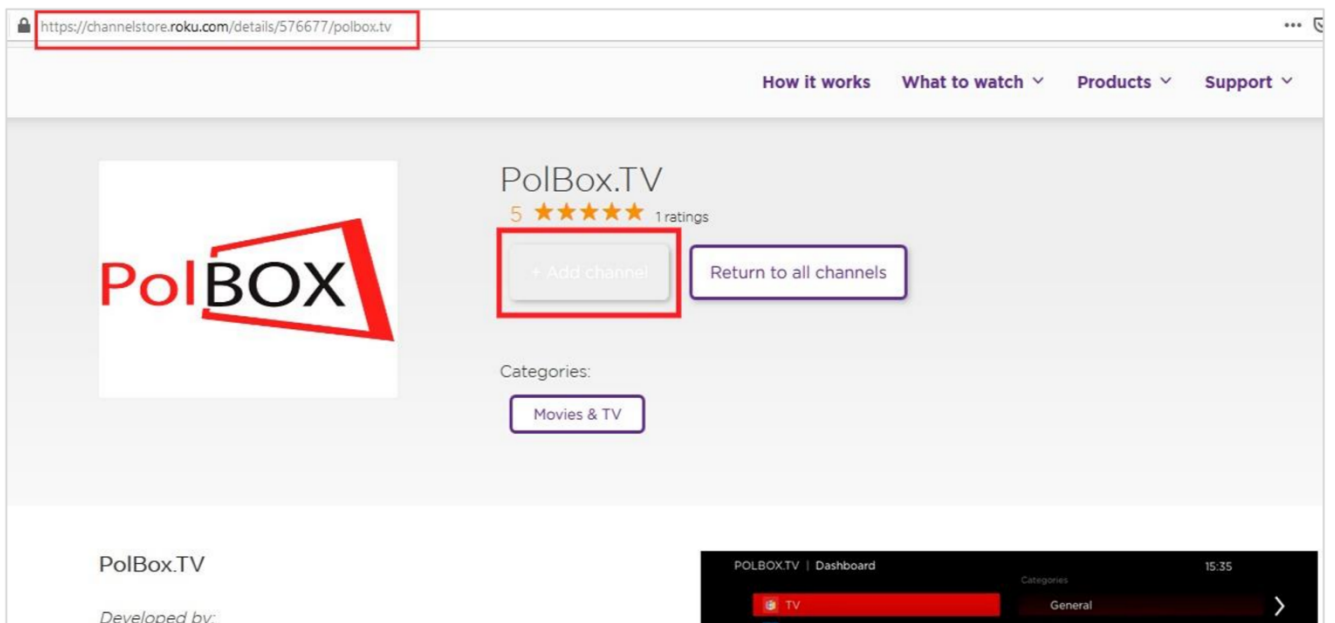 https://channelstore.roku.com/details/576677/polbox.tv
How it works What to watch Products Support
PolBOX
PolBox.TV
5 1 ratings
+ Add channel Return to all channels
Categories:
Movies & TV
PolBox.TV
Developed by:
POLBOX.TV | Dashboard 15:35
Categories
TV General